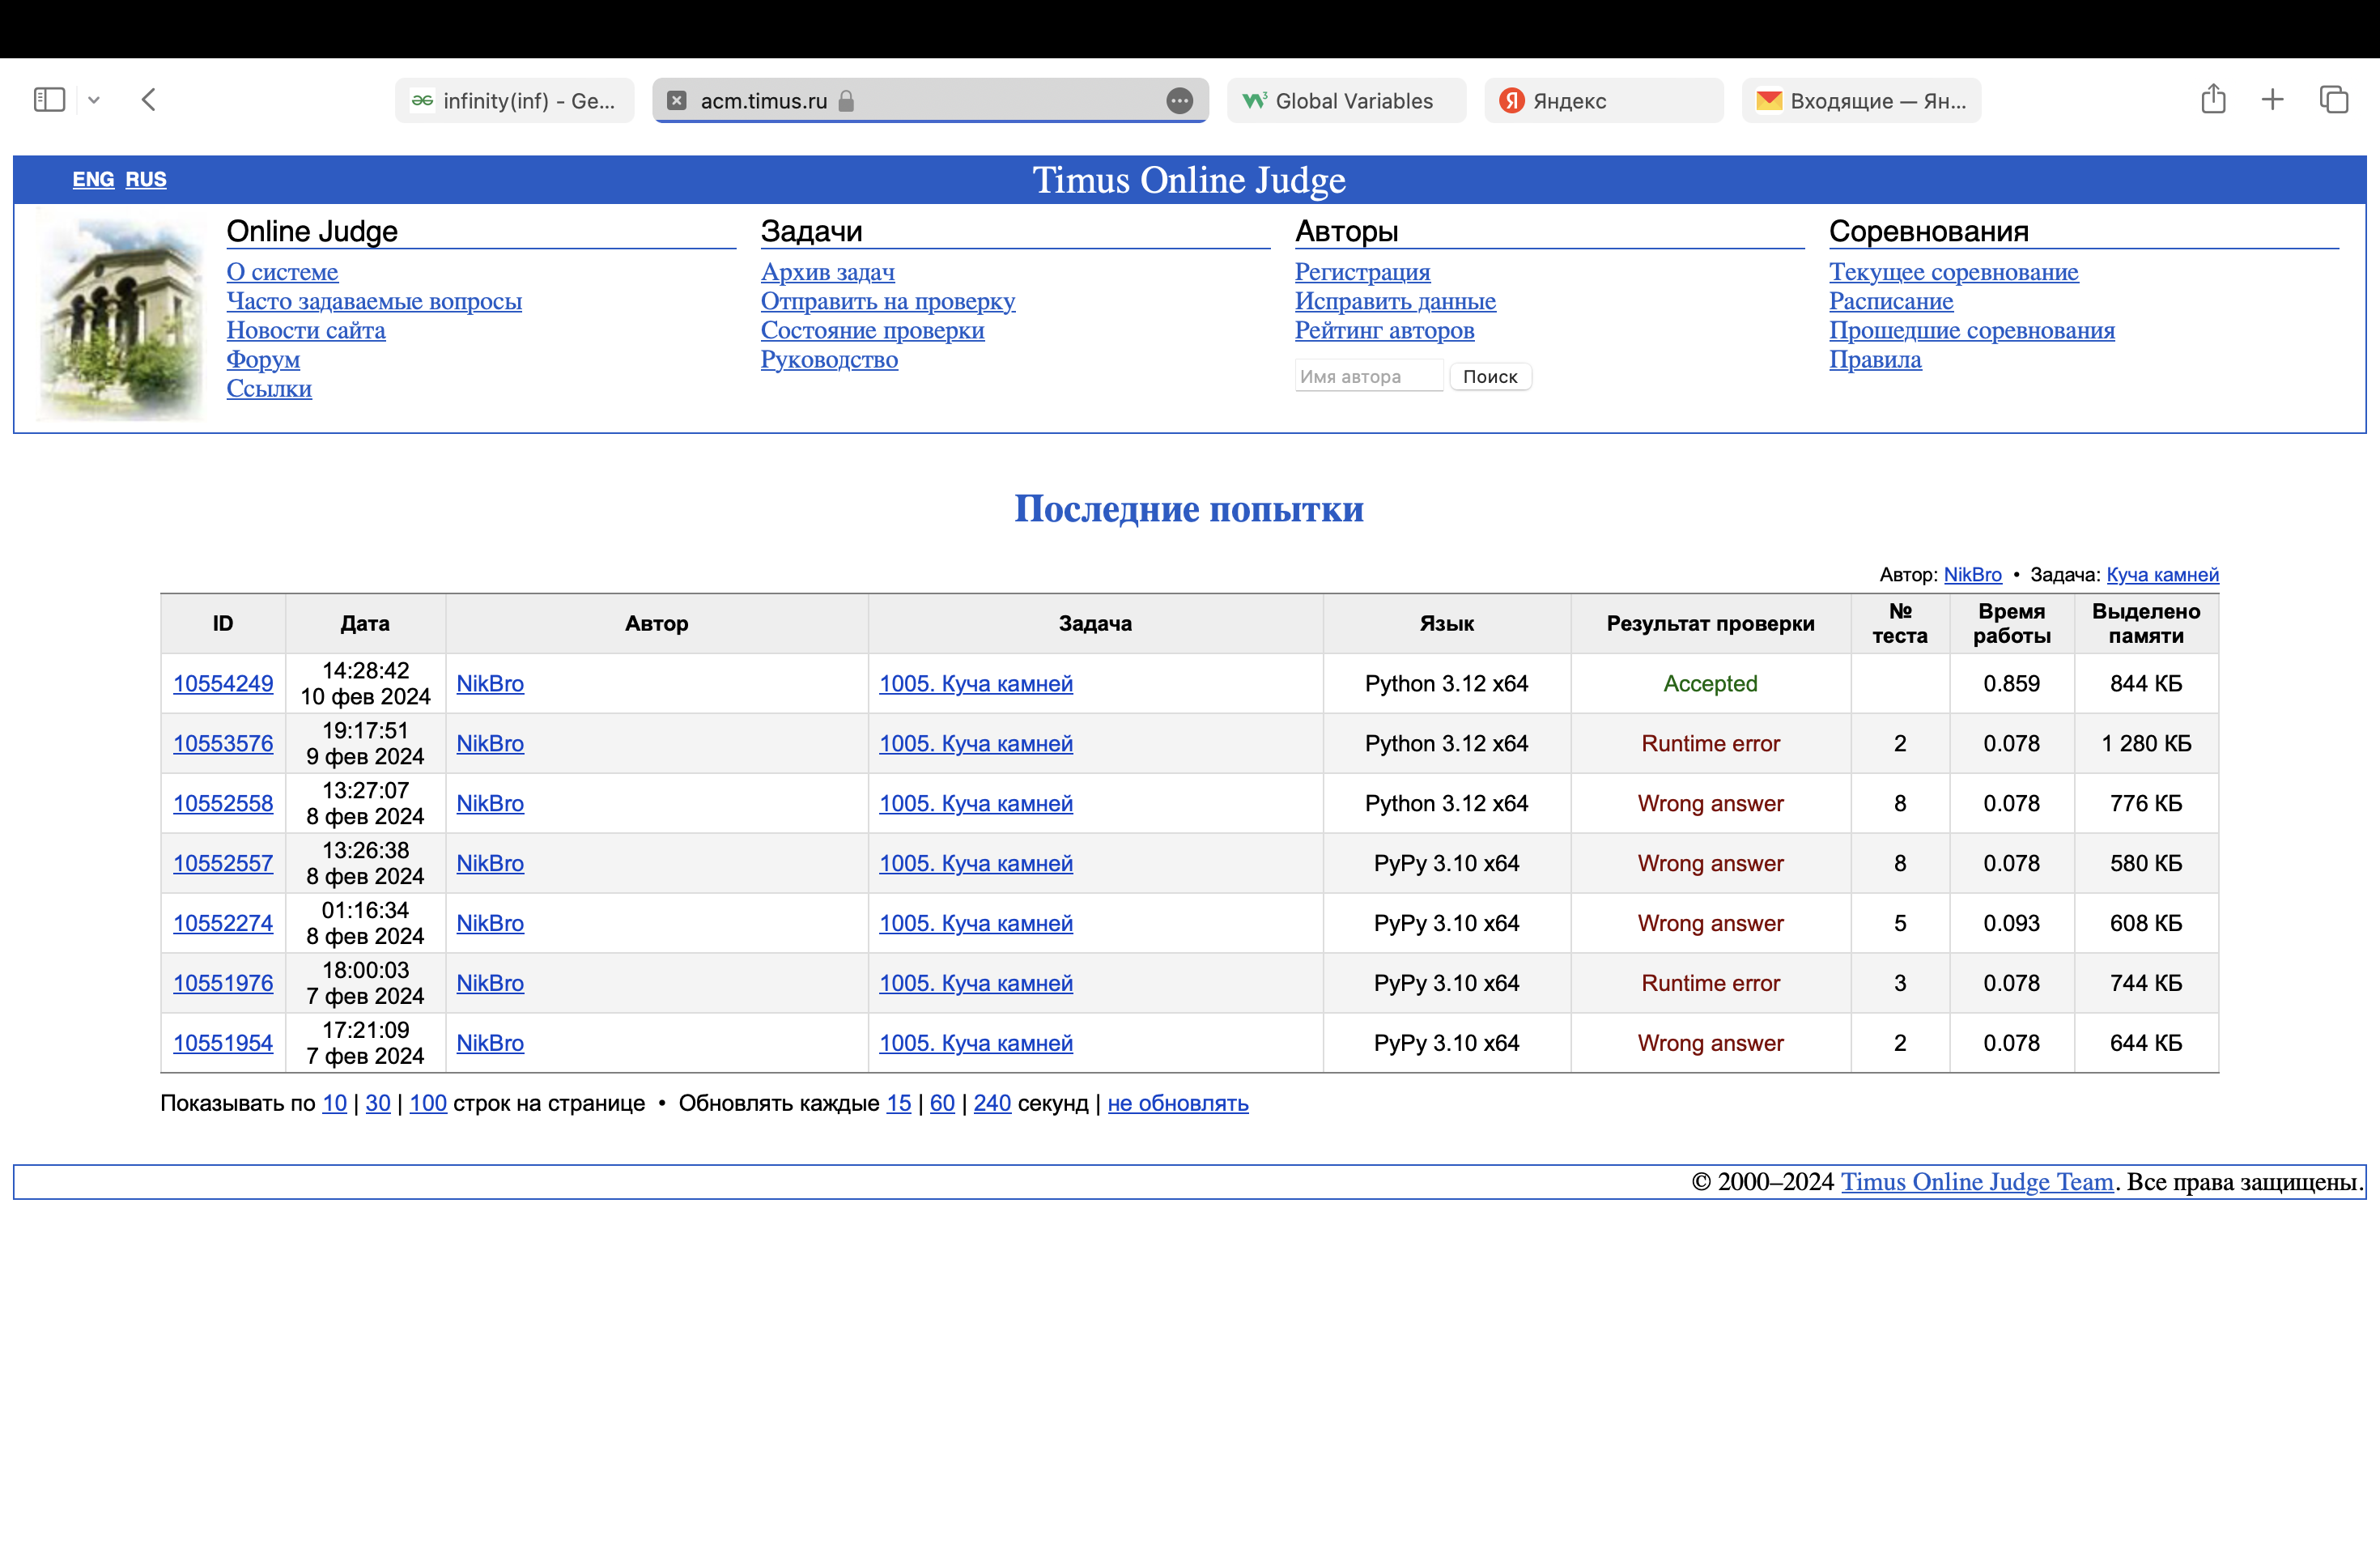 infinity(inf) - Ge...
acm.timus.ru
Global Variables
Яндекс
Входящие — Ян...
ENG RUS
Timus Online Judge
Online Judge
О системе
Часто задаваемые вопросы
Новости сайта
Форум
Ссылки
Задачи
Архив задач
Отправить на проверку
Состояние проверки
Руководство
Авторы
Регистрация
Исправить данные
Рейтинг авторов
Имя автора Поиск
Соревнования
Текущее соревнование
Расписание
Прошедшие соревнования
Правила
Последние попытки
Автор: NikBro • Задача: Куча камней
ID Дата Автор Задача Язык Результат проверки № теста Время работы Выделено памяти
10554249 14:28:42 10 фев 2024 NikBro 1005. Куча камней Python 3.12 x64 Accepted 0.859 844 КБ
10553576 19:17:51 9 фев 2024 NikBro 1005. Куча камней Python 3.12 x64 Runtime error 2 0.078 1 280 КБ
10552558 13:27:07 8 фев 2024 NikBro 1005. Куча камней Python 3.12 x64 Wrong answer 8 0.078 776 КБ
10552557 13:26:38 8 фев 2024 NikBro 1005. Куча камней PyPy 3.10 x64 Wrong answer 8 0.078 580 КБ
10552274 01:16:34 8 фев 2024 NikBro 1005. Куча камней PyPy 3.10 x64 Wrong answer 5 0.093 608 КБ
10551976 18:00:03 7 фев 2024 NikBro 1005. Куча камней PyPy 3.10 x64 Runtime error 3 0.078 744 КБ
10551954 17:21:09 7 фев 2024 NikBro 1005. Куча камней PyPy 3.10 x64 Wrong answer 2 0.078 644 КБ
Показывать по 10 | 30 | 100 строк на странице • Обновлять каждые 15 | 60 | 240 секунд | не обновлять
© 2000–2024 Timus Online Judge Team. Все права защищены.